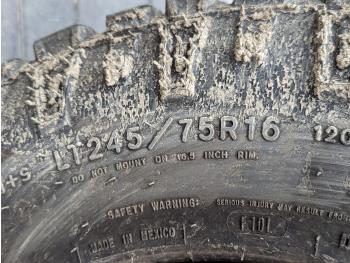 M+S LT245/75R16 120
DO NOT MOUNT ON 16.5 INCH RIM.
SAFETY WARNING: SERIOUS INJURY MAY RESULT FROM
MADE IN MEXICO